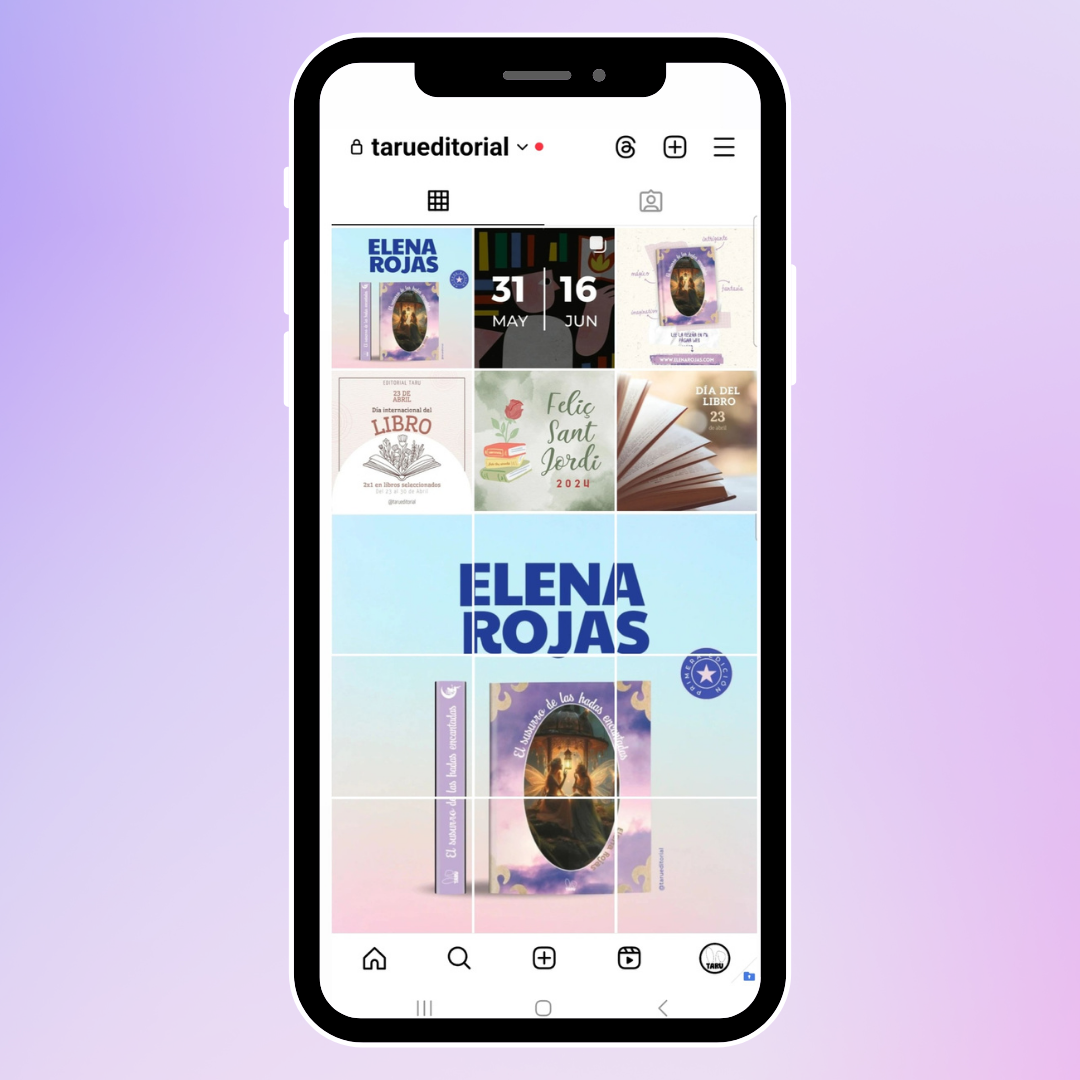 tarueditorial
ELENA
ROJAS
31
MAY
16
JUN
intrigante
mágico
fantasía
WWW.ELENAROJAS.COM
EDITORIAL TARU
23 DE
ABRIL
Día internacional del
LIBRO
2x1 en libros seleccionados
Del 23 al 30 de abril
@tarueditorial
Feliç
Sant
Jordi
2024
DÍA DEL
LIBRO
23
de abril
ELENA
ROJAS
PRIMERA EDICIÓN
El susurro de las hadas encantadas
El susurro de las hadas encantadas
TARU
@tarueditorial
TARU